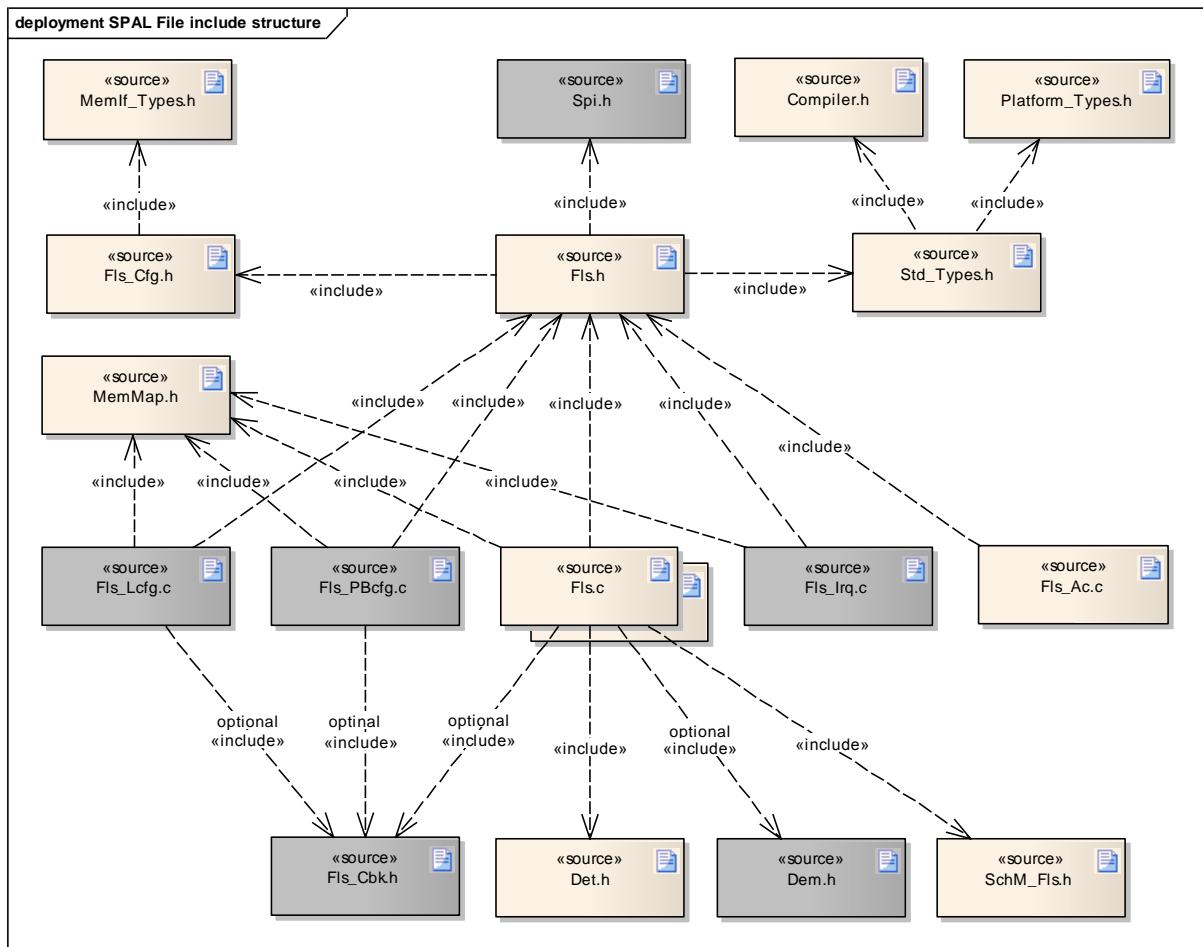 deployment SPAL File include structure
«source»
MemIf_Types.h
«source»
Spi.h
«source»
Compiler.h
«source»
Platform_Types.h
«include»
«include»
«include»
«include»
«source»
Fls_Cfg.h
«source»
Fls.h
«source»
Std_Types.h
«include»
«include»
«source»
MemMap.h
«include»
«include»
«include»
«include»
«include»
«include»
«include»
«include»
«include»
«source»
Fls_Lcfg.c
«source»
Fls_PBcfg.c
«source»
Fls.c
«source»
Fls_Irq.c
«source»
Fls_Ac.c
optional
«include»
optinal
«include»
optional
«include»
«include»
optional
«include»
«include»
«source»
Fls_Cbk.h
«source»
Det.h
«source»
Dem.h
«source»
SchM_Fls.h